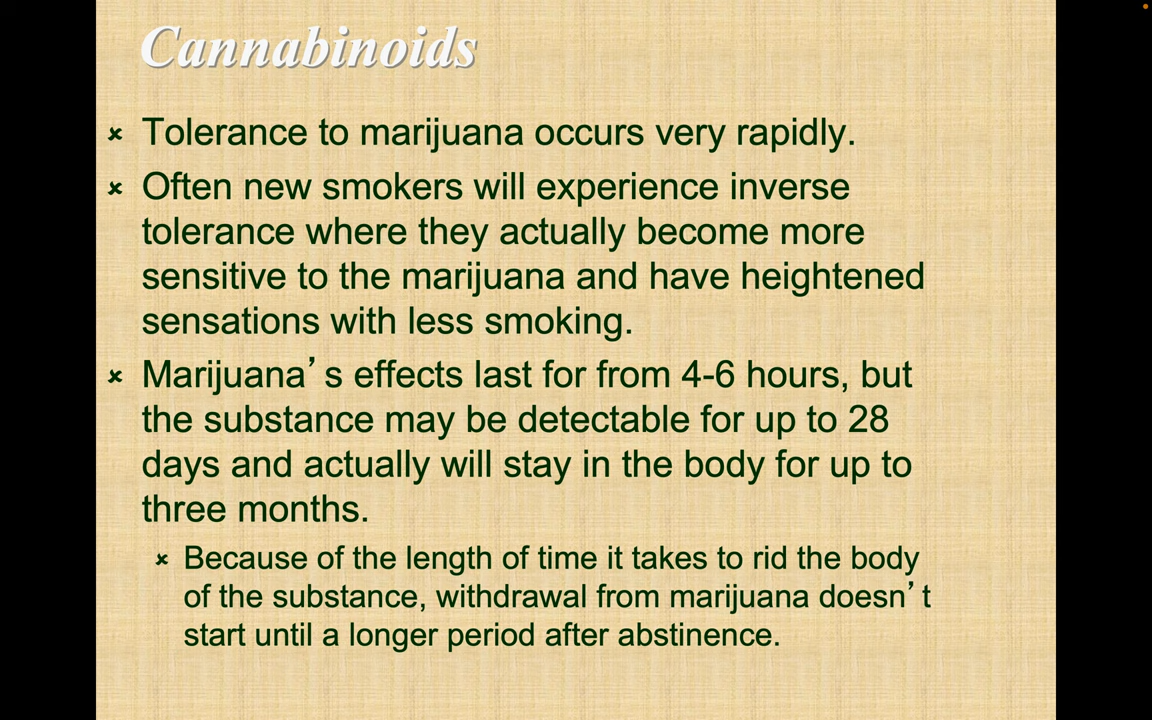 Cannabinoids
Tolerance to marijuana occurs very rapidly.
Often new smokers will experience inverse
tolerance where they actually become more
sensitive to the marijuana and have heightened
sensations with less smoking.
Marijuana’s effects last for from 4-6 hours, but
the substance may be detectable for up to 28
days and actually will stay in the body for up to
three months.
Because of the length of time it takes to rid the body
of the substance, withdrawal from marijuana doesn’t
start until a longer period after abstinence.